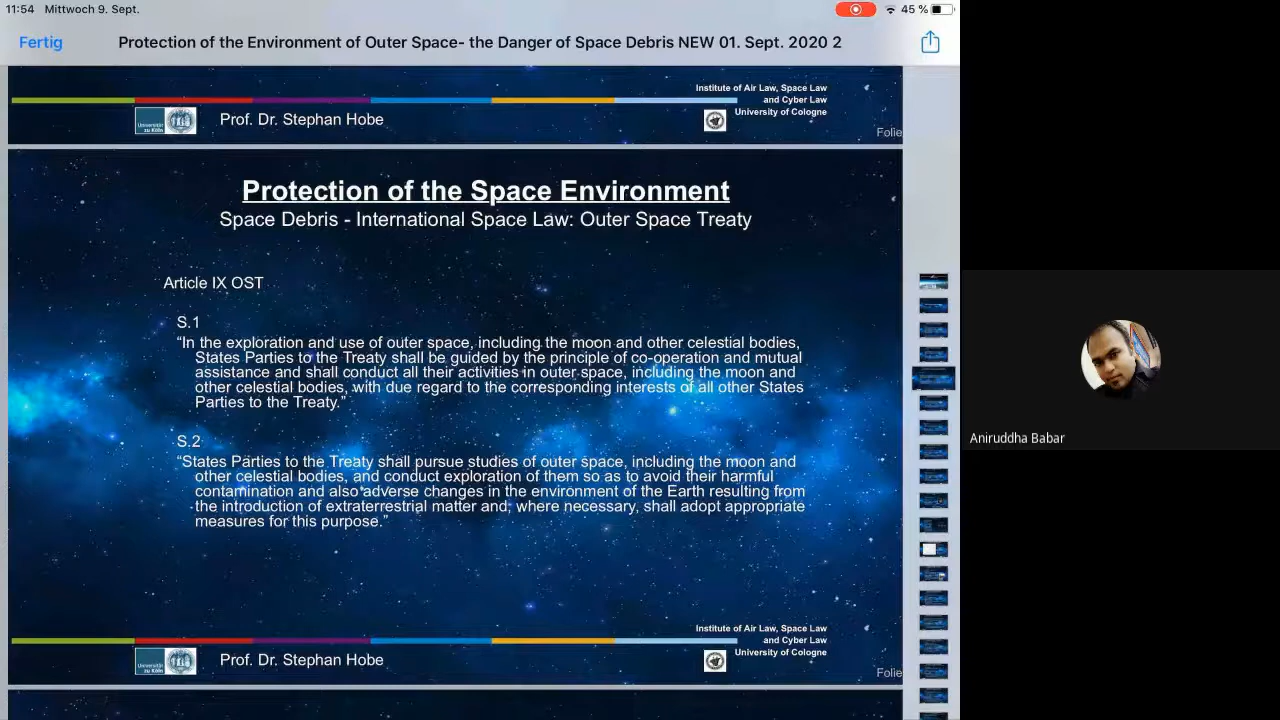 11:54 Mittwoch 9. Sept.
45 %
Fertig
Protection of the Environment of Outer Space- the Danger of Space Debris NEW 01. Sept. 2020 2
Institute of Air Law, Space Law
and Cyber Law
University of Cologne
Universität
zu Köln
Prof. Dr. Stephan Hobe
Folie
Protection of the Space Environment
Space Debris - International Space Law: Outer Space Treaty
Article IX OST
S.1
“In the exploration and use of outer space, including the moon and other celestial bodies,
States Parties to the Treaty shall be guided by the principle of co-operation and mutual
assistance and shall conduct all their activities in outer space, including the moon and
other celestial bodies, with due regard to the corresponding interests of all other States
Parties to the Treaty.”
S.2
“States Parties to the Treaty shall pursue studies of outer space, including the moon and
other celestial bodies, and conduct exploration of them so as to avoid their harmful
contamination and also adverse changes in the environment of the Earth resulting from
the introduction of extraterrestrial matter and, where necessary, shall adopt appropriate
measures for this purpose.”
Institute of Air Law, Space Law
and Cyber Law
University of Cologne
Universität
zu Köln
Prof. Dr. Stephan Hobe
Folie
Aniruddha Babar